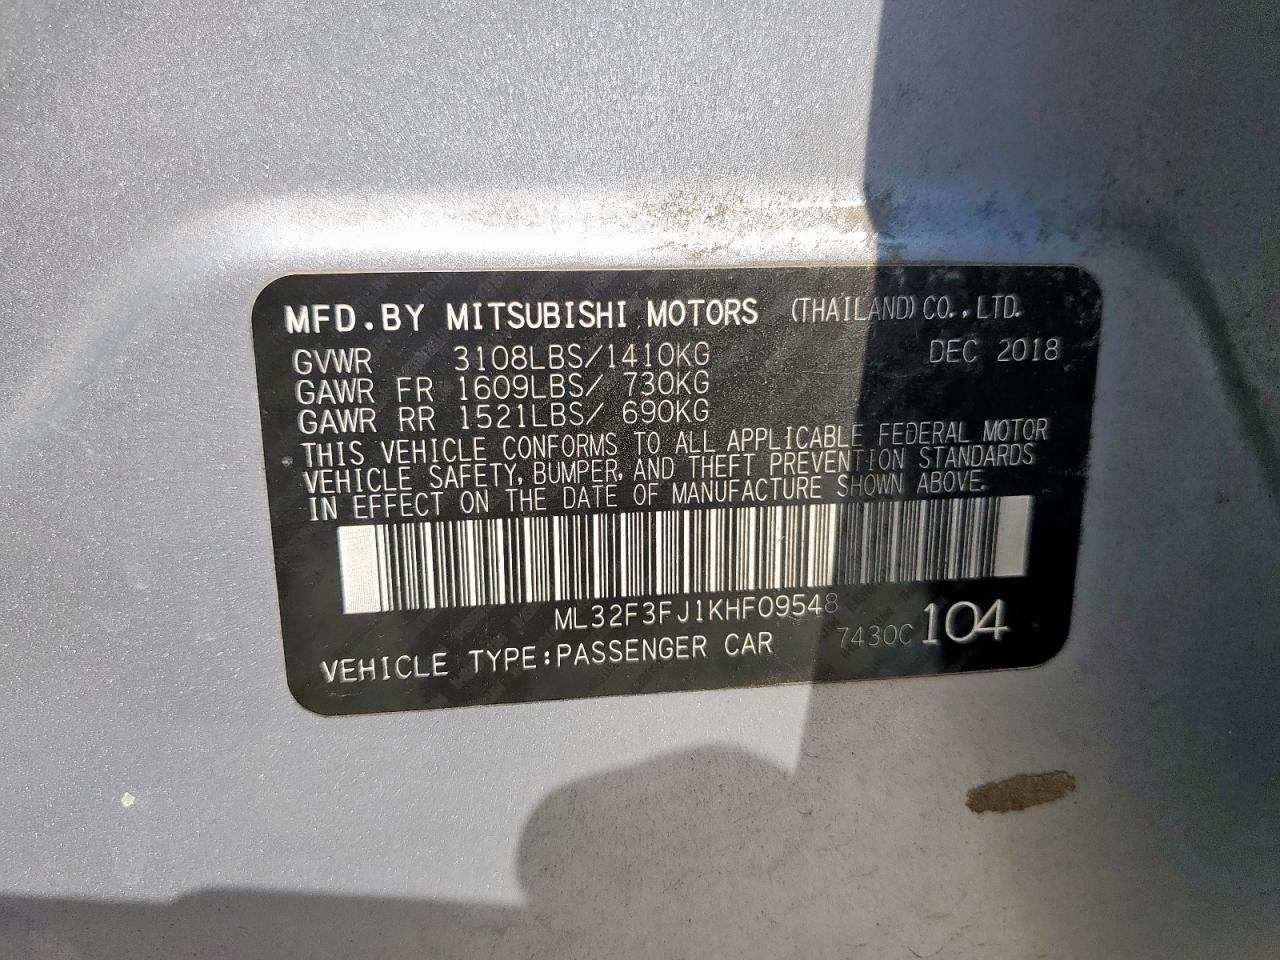 MFD.BY MITSUBISHI MOTORS (THAILAND) CO.,LTD.
GVWR 3108LBS/1410KG DEC 2018
GAWR FR 1609LBS/ 730KG
GAWR RR 1521LBS/ 690KG
THIS VEHICLE CONFORMS TO ALL APPLICABLE FEDERAL MOTOR
VEHICLE SAFETY, BUMPER, AND THEFT PREVENTION STANDARDS
IN EFFECT ON THE DATE OF MANUFACTURE SHOWN ABOVE.
ML32F3FJ1KHF09548
VEHICLE TYPE:PASSENGER CAR 7430C 104